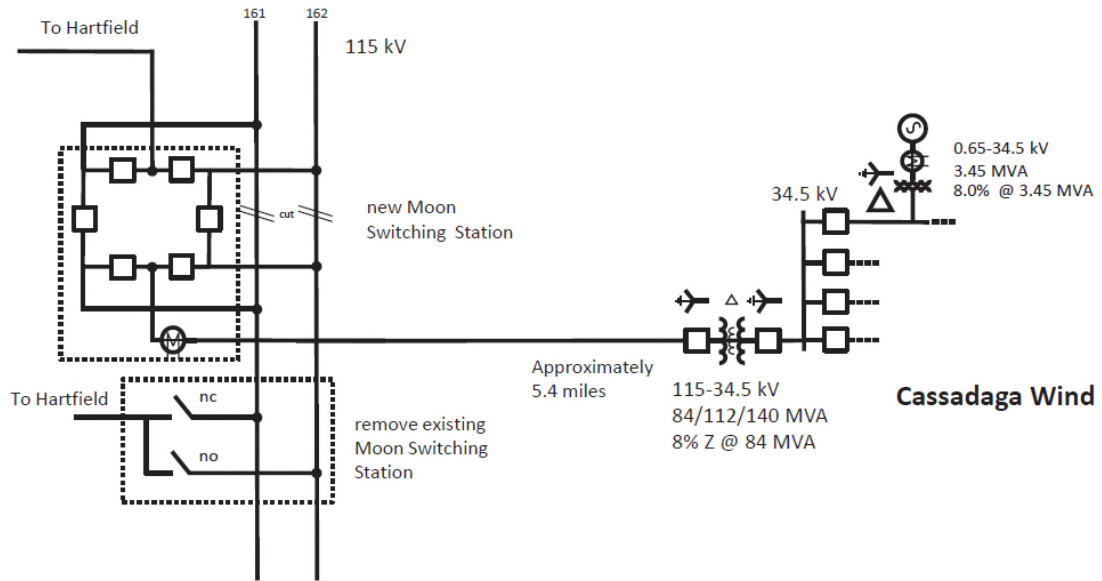 161
162
To Hartfield
115 kV
0.65-34.5 kV
3.45 MVA
8.0% @ 3.45 MVA
34.5 kV
cut
new Moon
Switching Station
M
Approximately
5.4 miles
115-34.5 kV
84/112/140 MVA
8% Z @ 84 MVA
Cassadaga Wind
To Hartfield
nc
no
remove existing
Moon Switching
Station